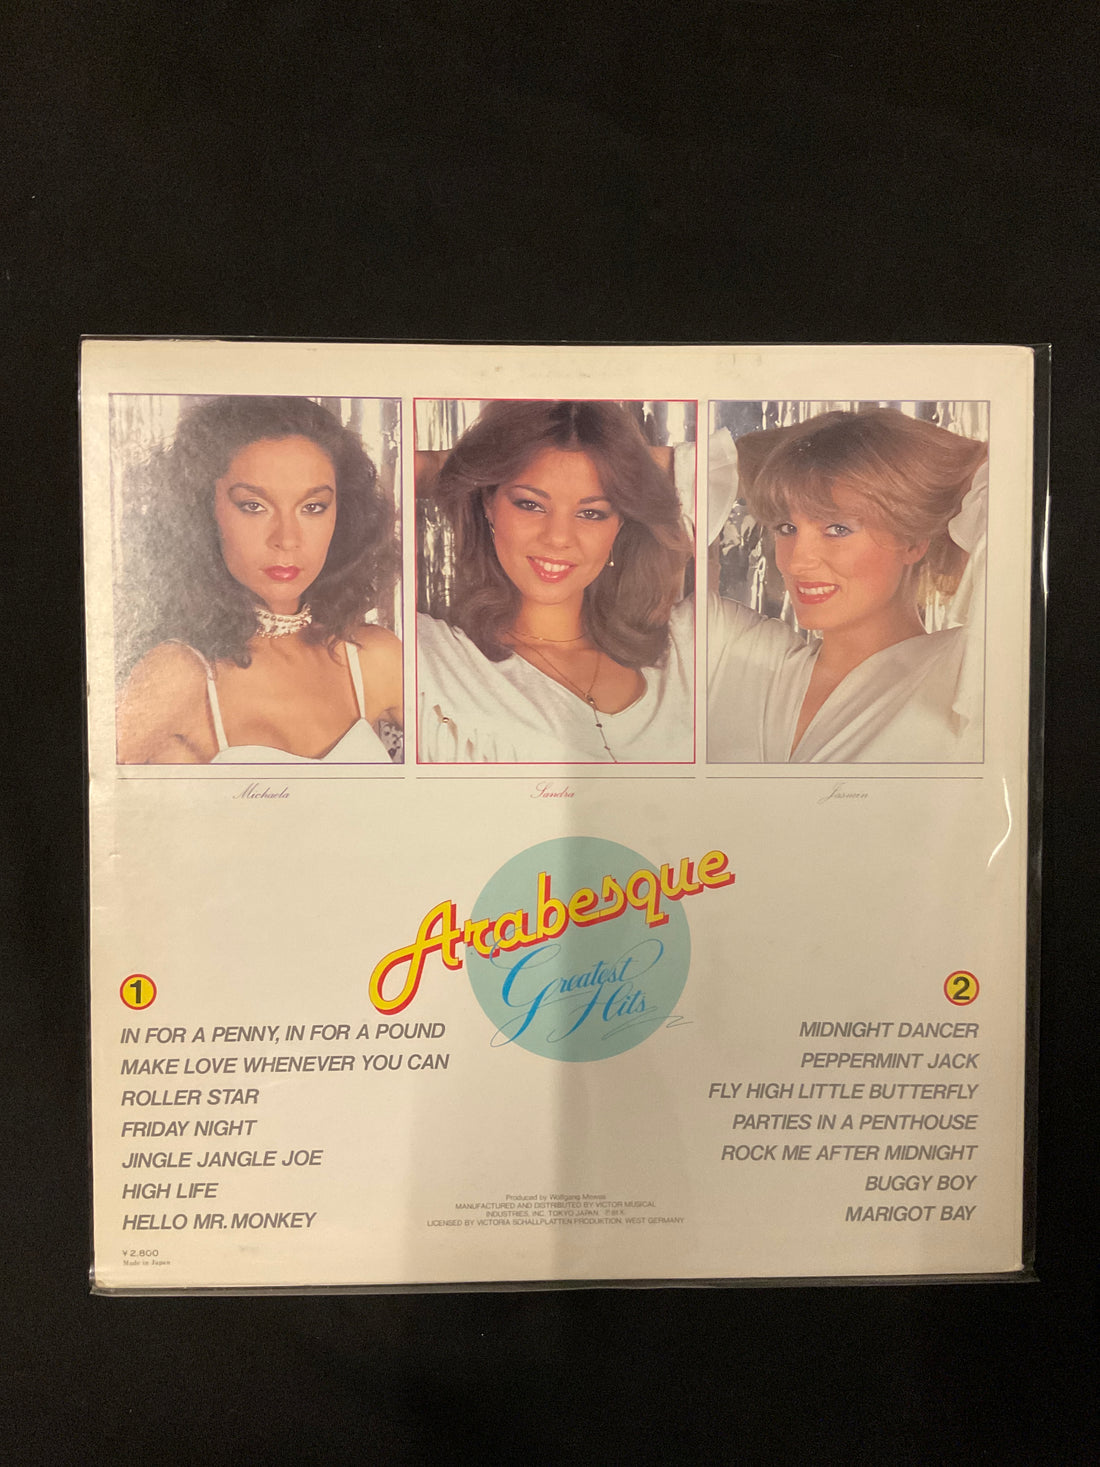 Michaela
Sandra
Jasmin
Arabesque
Greatest
Hits
1
IN FOR A PENNY, IN FOR A POUND
MAKE LOVE WHENEVER YOU CAN
ROLLER STAR
FRIDAY NIGHT
JINGLE JANGLE JOE
HIGH LIFE
HELLO MR. MONKEY
2
MIDNIGHT DANCER
PEPPERMINT JACK
FLY HIGH LITTLE BUTTERFLY
PARTIES IN A PENTHOUSE
ROCK ME AFTER MIDNIGHT
BUGGY BOY
MARIGOT BAY
Produced by Wolfgang Mewes
MANUFACTURED AND DISTRIBUTED BY VICTOR MUSICAL
INDUSTRIES, INC. TOKYO JAPAN.
LICENSED BY VICTORIA SCHALLPLATTEN PRODUKTION, WEST GERMANY
¥2,800
Made in Japan